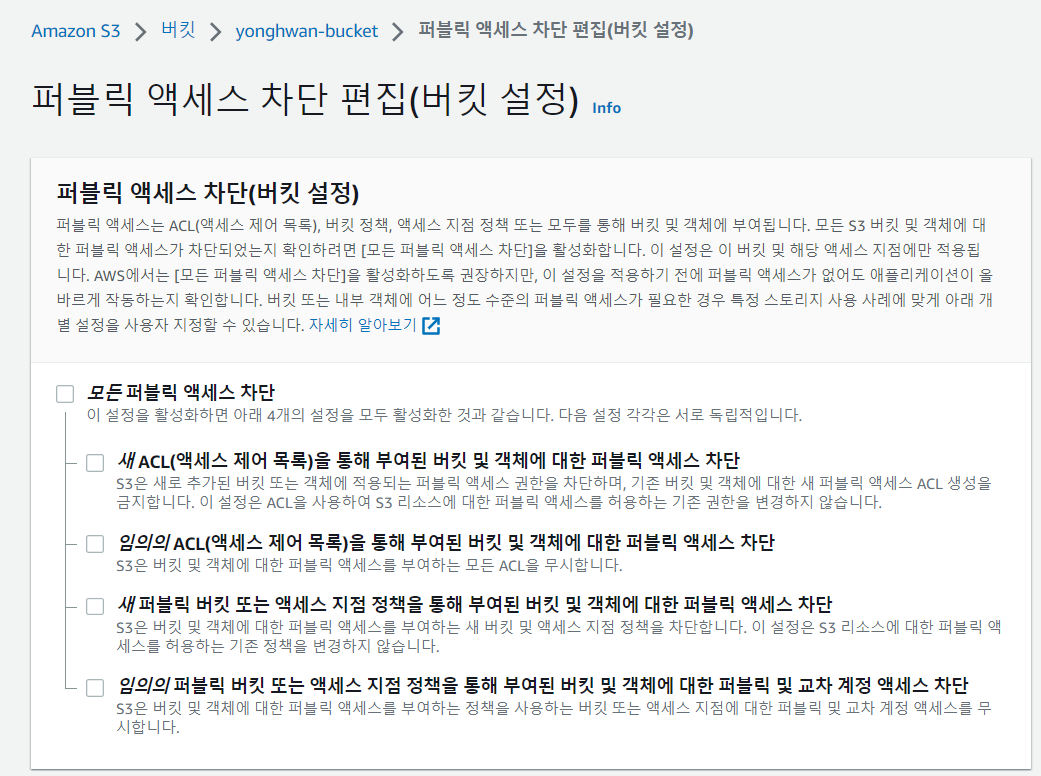 Amazon S3 > 버킷 > yonghwan-bucket > 퍼블릭 액세스 차단 편집(버킷 설정)
퍼블릭 액세스 차단 편집(버킷 설정) Info
퍼블릭 액세스 차단(버킷 설정)
퍼블릭 액세스는 ACL(액세스 제어 목록), 버킷 정책, 액세스 지점 정책 또는 모두를 통해 버킷 및 객체에 부여됩니다. 모든 S3 버킷 및 객체에 대
한 퍼블릭 액세스가 차단되었는지 확인하려면 [모든 퍼블릭 액세스 차단]을 활성화합니다. 이 설정은 이 버킷 및 해당 액세스 지점에만 적용됩
니다. AWS에서는 [모든 퍼블릭 액세스 차단]을 활성화하도록 권장하지만, 이 설정을 적용하기 전에 퍼블릭 액세스가 없어도 애플리케이션이 올
바르게 작동하는지 확인합니다. 버킷 또는 내부 객체에 어느 정도 수준의 퍼블릭 액세스가 필요한 경우 특정 스토리지 사용 사례에 맞게 아래 개
별 설정을 사용자 지정할 수 있습니다. 자세히 알아보기
모든 퍼블릭 액세스 차단
이 설정을 활성화하면 아래 4개의 설정을 모두 활성화한 것과 같습니다. 다음 설정 각각은 서로 독립적입니다.
새 ACL(액세스 제어 목록)을 통해 부여된 버킷 및 객체에 대한 퍼블릭 액세스 차단
S3은 새로 추가된 버킷 또는 객체에 적용되는 퍼블릭 액세스 권한을 차단하며, 기존 버킷 및 객체에 대한 새 퍼블릭 액세스 ACL 생성을
금지합니다. 이 설정은 ACL을 사용하여 S3 리소스에 대한 퍼블릭 액세스를 허용하는 기존 권한을 변경하지 않습니다.
임의의 ACL(액세스 제어 목록)을 통해 부여된 버킷 및 객체에 대한 퍼블릭 액세스 차단
S3은 버킷 및 객체에 대한 퍼블릭 액세스를 부여하는 모든 ACL을 무시합니다.
새 퍼블릭 버킷 또는 액세스 지점 정책을 통해 부여된 버킷 및 객체에 대한 퍼블릭 액세스 차단
S3은 버킷 및 객체에 대한 퍼블릭 액세스를 부여하는 새 버킷 및 액세스 지점 정책을 차단합니다. 이 설정은 S3 리소스에 대한 퍼블릭 액
세스를 허용하는 기존 정책을 변경하지 않습니다.
임의의 퍼블릭 버킷 또는 액세스 지점 정책을 통해 부여된 버킷 및 객체에 대한 퍼블릭 및 교차 계정 액세스 차단
S3은 버킷 및 객체에 대한 퍼블릭 액세스를 부여하는 정책을 사용하는 버킷 또는 액세스 지점에 대한 퍼블릭 및 교차 계정 액세스를 무
시합니다.